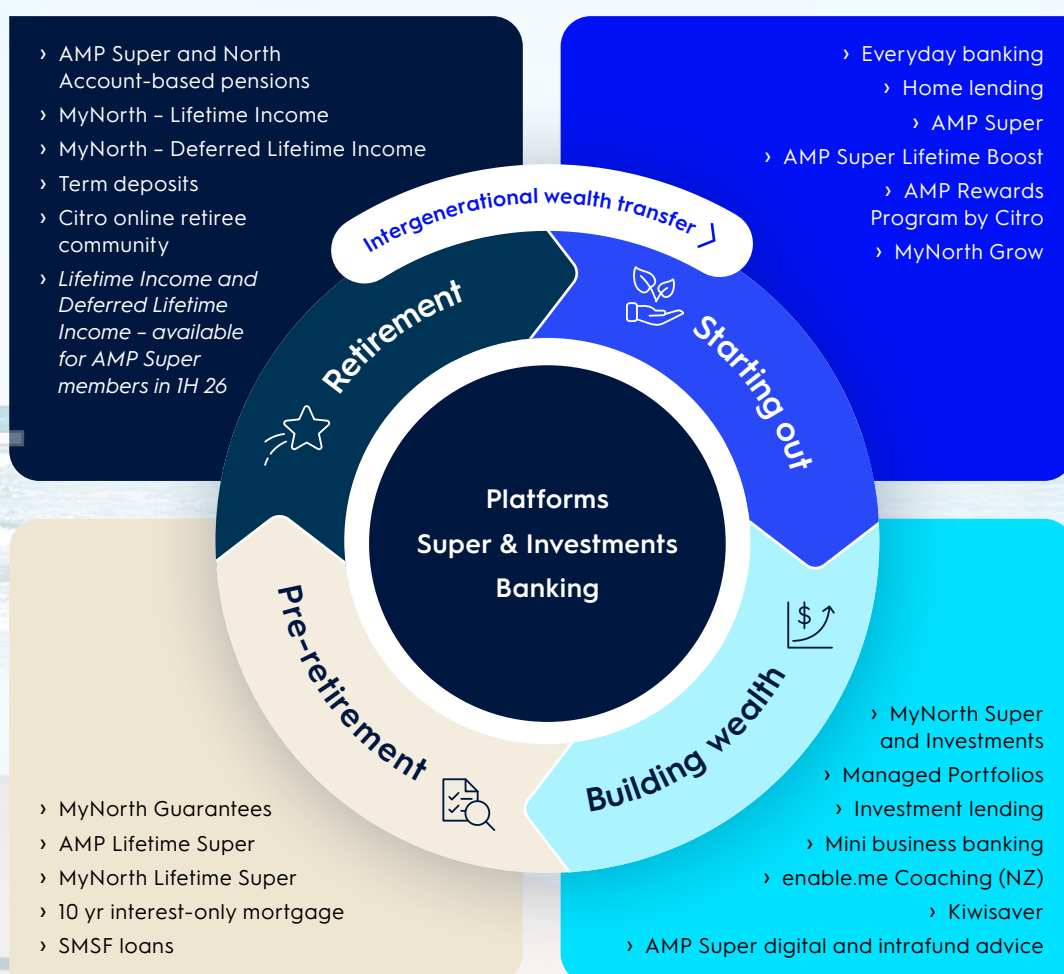 › AMP Super and North
Account-based pensions
› MyNorth – Lifetime Income
› MyNorth – Deferred Lifetime Income
› Term deposits
› Citro online retiree
community
› Lifetime Income and
Deferred Lifetime
Income – available
for AMP Super
members in 1H 26
› Everyday banking
› Home lending
› AMP Super
› AMP Super Lifetime Boost
› AMP Rewards
Program by Citro
› MyNorth Grow
Intergenerational wealth transfer
Retirement
Starting out
Platforms
Super & Investments
Banking
Pre-retirement
Building wealth
$
› MyNorth Guarantees
› AMP Lifetime Super
› MyNorth Lifetime Super
› 10 yr interest-only mortgage
› SMSF loans
› MyNorth Super
and Investments
› Managed Portfolios
› Investment lending
› Mini business banking
› enable.me Coaching (NZ)
› Kiwisaver
› AMP Super digital and intrafund advice